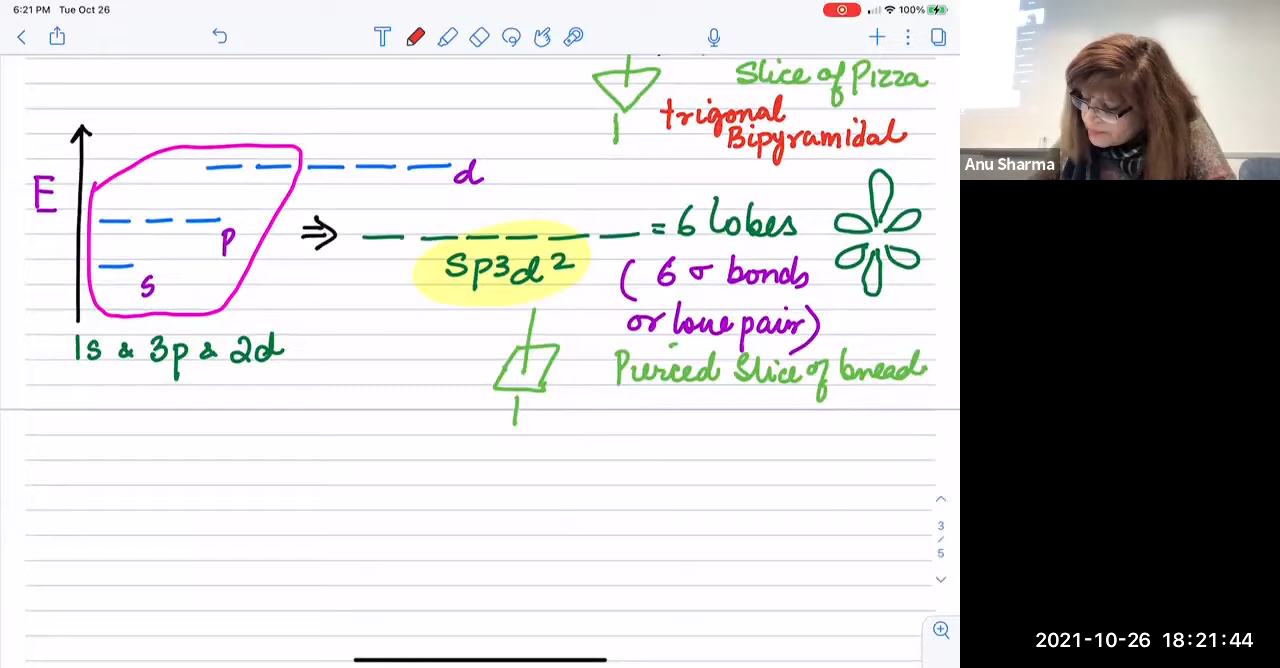 6:21 PM Tue Oct 26
100%
Slice of Pizza
trigonal
Bipyramidal
E
d
p
s
⇒
= 6 lobes
sp3d2
( 6 σ bonds
or lone pair)
1s & 3p & 2d
Pierced Slice of bread
3
/
5
Anu Sharma
2021-10-26 18:21:44